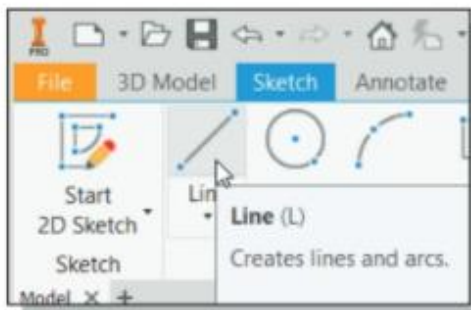 PRO
File 3D Model Sketch Annotate
Start
2D Sketch
Lin
Line (L)
Creates lines and arcs.
Sketch
Model × +